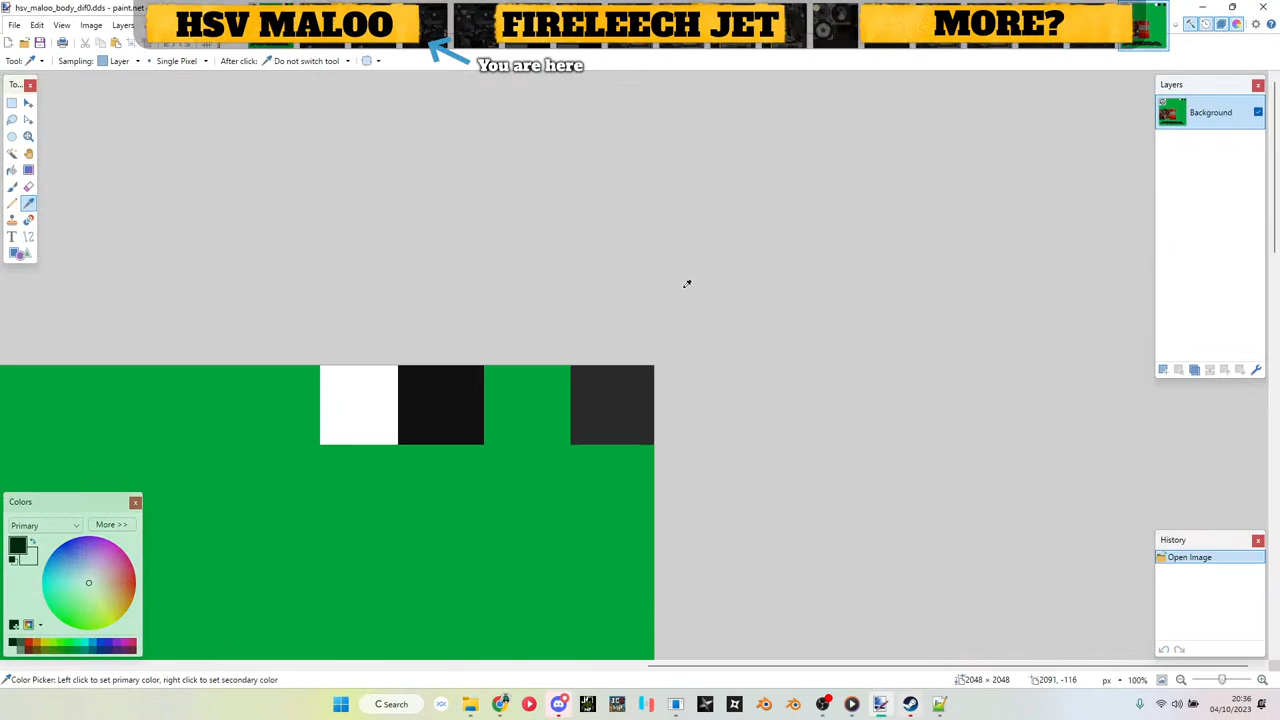 hsv_maloo_body_dif0.dds - paint.net
HSV MALOO
FIRELEECH JET
MORE?
File Edit View Image Layers
You are here
Tool: Sampling: Layer Single Pixel After click: Do not switch tool
To... x
Layers x
Background
Colors x
Primary More >>
History x
Open Image
Color Picker: Left click to set primary color, right click to set secondary color
2048 × 2048 2091, -116 px 100%
Search
20:36
04/10/2023